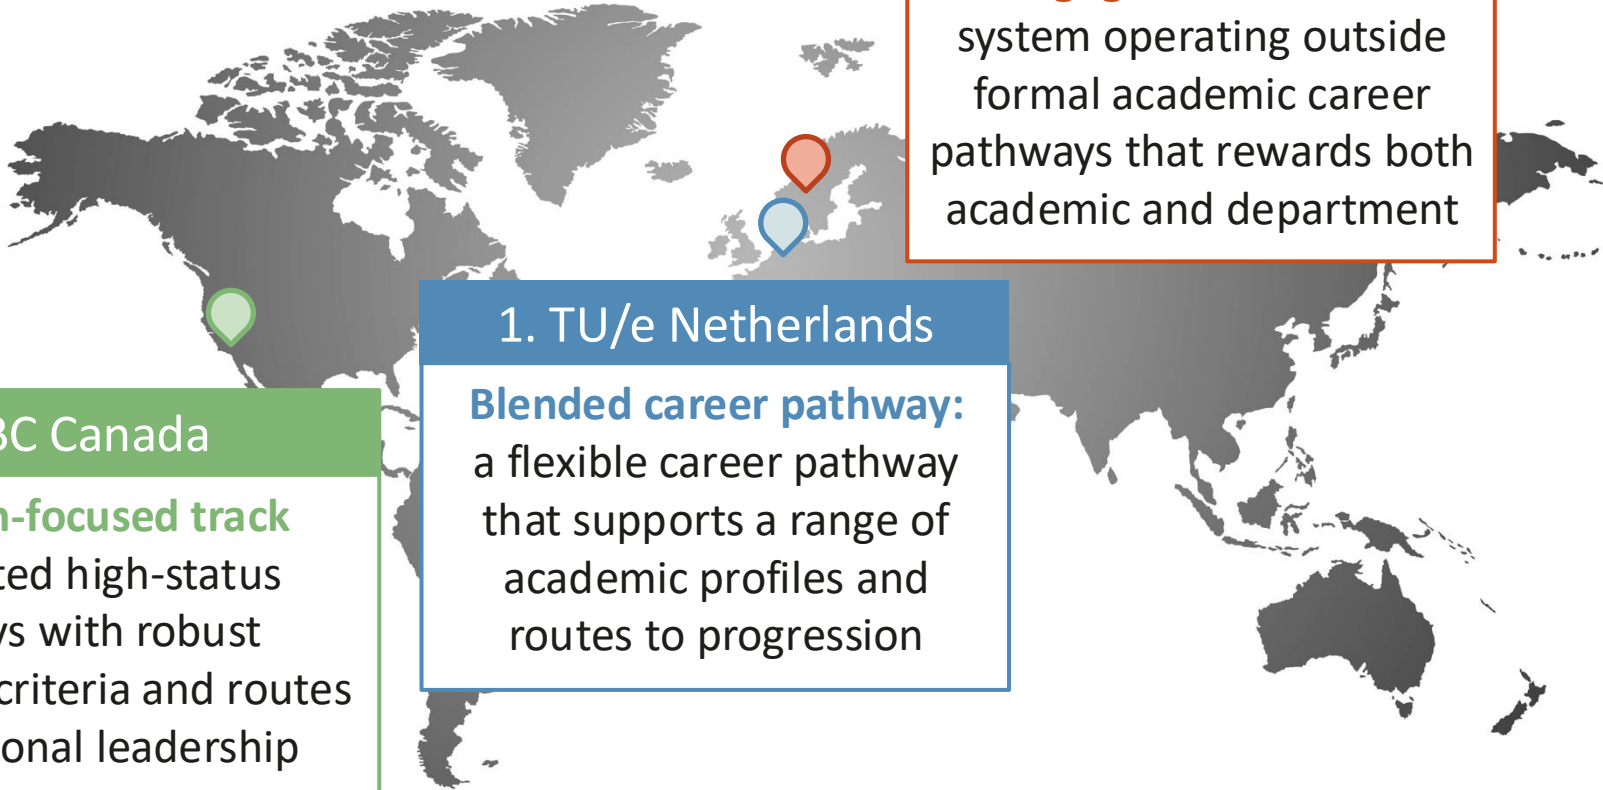 system operating outside
formal academic career
pathways that rewards both
academic and department
1. TU/e Netherlands
Blended career pathway:
a flexible career pathway
that supports a range of
academic profiles and
routes to progression
Canada
-focused track
high-status
with robust
criteria and routes
leadership